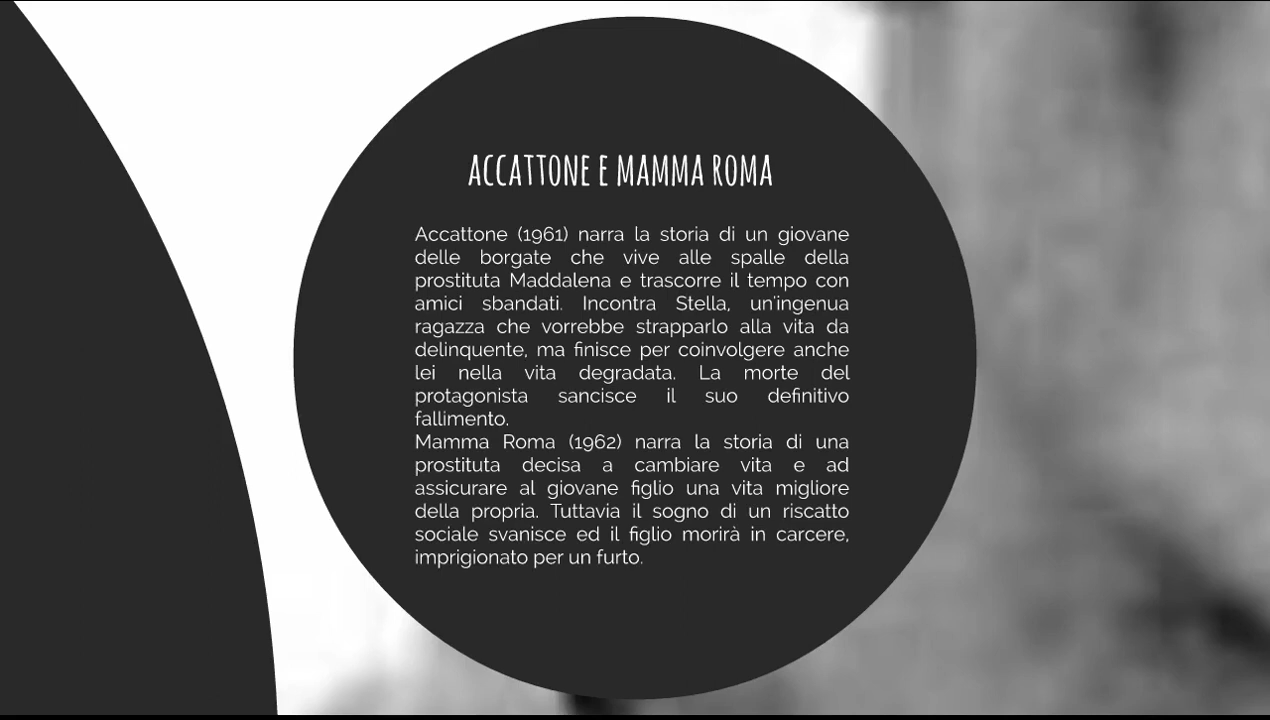 ACCATTONE E MAMMA ROMA
Accattone (1961) narra la storia di un giovane
delle borgate che vive alle spalle della
prostituta Maddalena e trascorre il tempo con
amici sbandati. Incontra Stella, un'ingenua
ragazza che vorrebbe strapparlo alla vita da
delinquente, ma finisce per coinvolgere anche
lei nella vita degradata. La morte del
protagonista sancisce il suo definitivo
fallimento.
Mamma Roma (1962) narra la storia di una
prostituta decisa a cambiare vita e ad
assicurare al giovane figlio una vita migliore
della propria. Tuttavia il sogno di un riscatto
sociale svanisce ed il figlio morirà in carcere,
imprigionato per un furto.